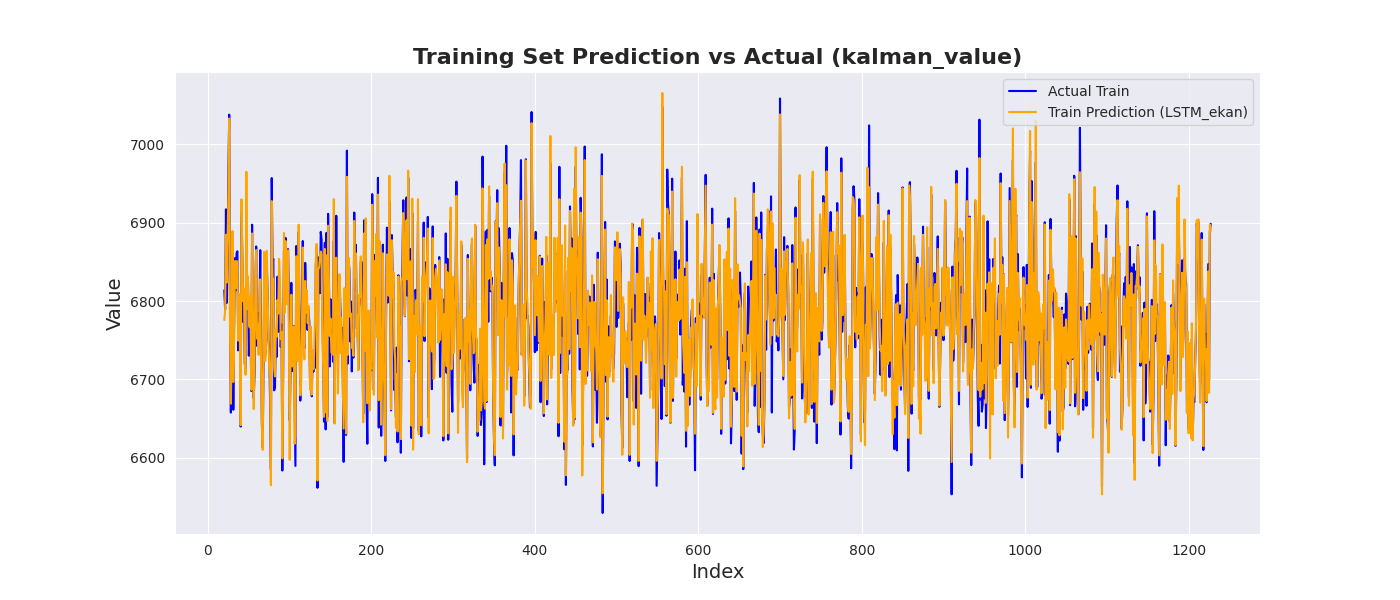 Training Set Prediction vs Actual (kalman_value)
Actual Train
Train Prediction (LSTM_ekan)
Value
7000
6900
6800
6700
6600
0 200 400 600 800 1000 1200
Index